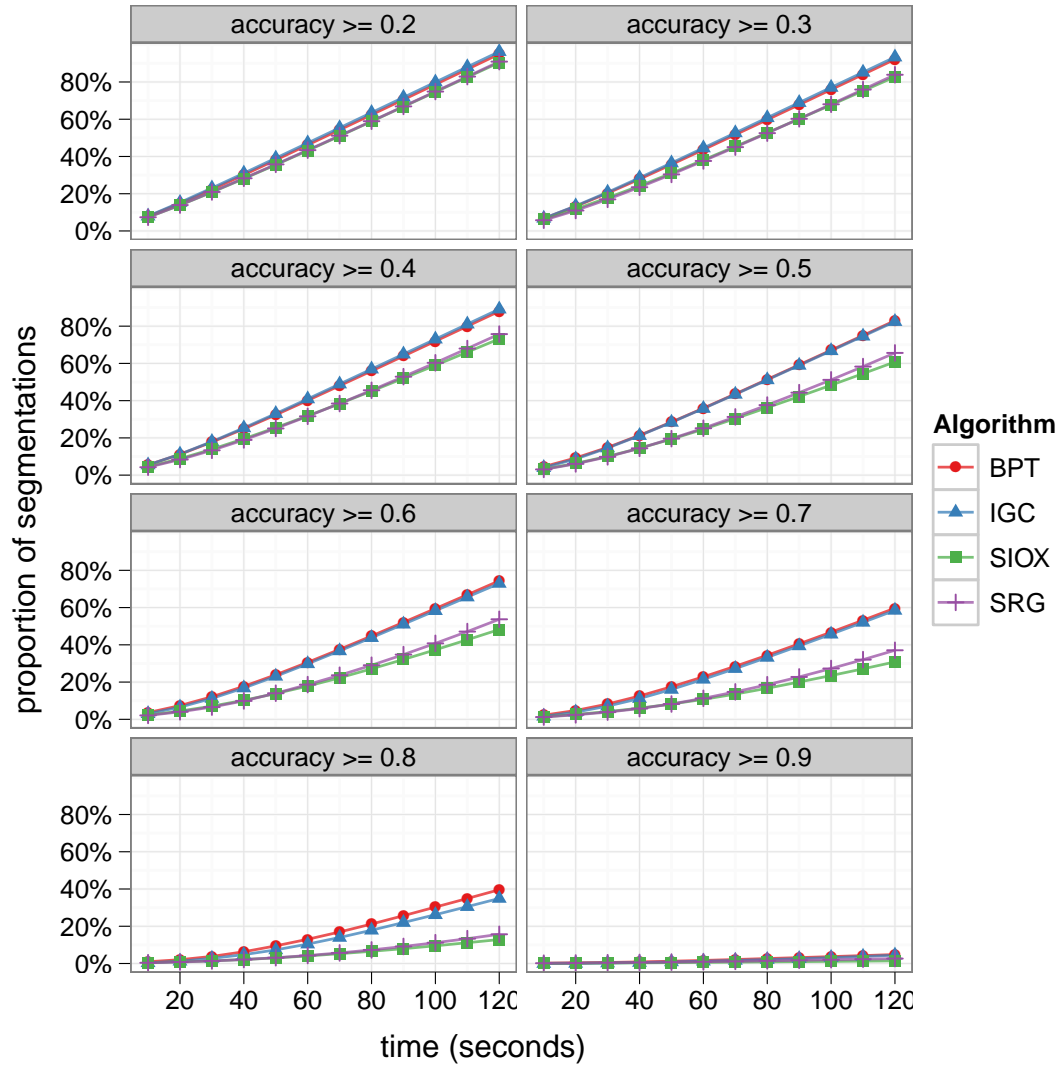 accuracy >= 0.2
accuracy >= 0.3
80%
60%
40%
20%
0%
accuracy >= 0.4
accuracy >= 0.5
80%
60%
40%
20%
0%
accuracy >= 0.6
accuracy >= 0.7
80%
60%
40%
20%
0%
accuracy >= 0.8
accuracy >= 0.9
80%
60%
40%
20%
0%
20 40 60 80 100 120
20 40 60 80 100 120
time (seconds)
proportion of segmentations
Algorithm
BPT
IGC
SIOX
SRG